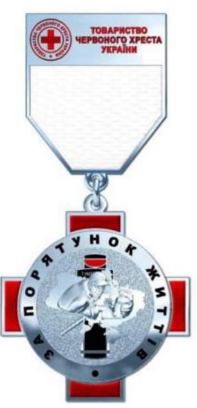 ТОВАРИСТВО
ЧЕРВОНОГО ХРЕСТА
УКРАЇНИ
ЗА ПОРЯТУНОК ЖИТТІВ